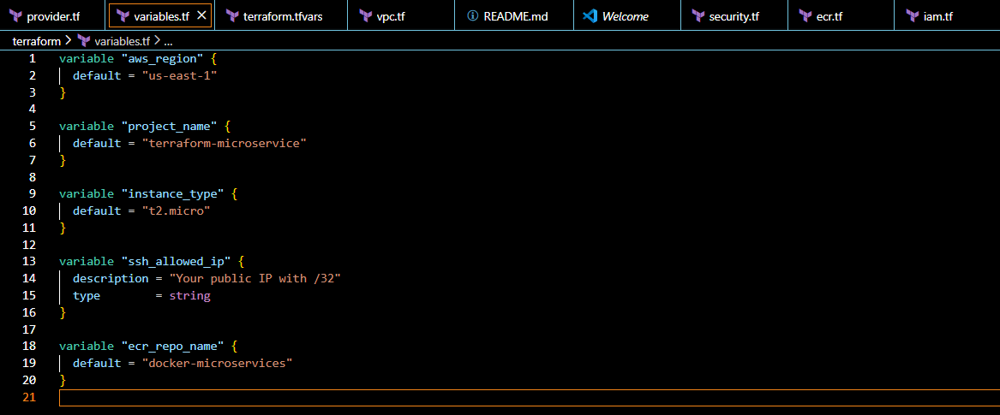 provider.tf
variables.tf
terraform.tfvars
vpc.tf
README.md
Welcome
security.tf
ecr.tf
iam.tf
terraform > variables.tf > ...
1 variable "aws_region" {
2   default = "us-east-1"
3 }
4
5 variable "project_name" {
6   default = "terraform-microservice"
7 }
8
9 variable "instance_type" {
10   default = "t2.micro"
11 }
12
13 variable "ssh_allowed_ip" {
14   description = "Your public IP with /32"
15   type        = string
16 }
17
18 variable "ecr_repo_name" {
19   default = "docker-microservices"
20 }
21